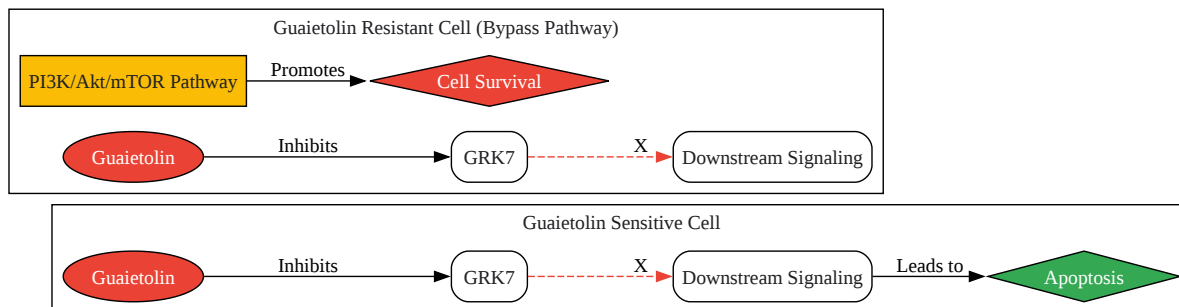 Guaietolin Resistant Cell (Bypass Pathway)
PI3K/Akt/mTOR Pathway
Promotes
Cell Survival
Guaietolin
Inhibits
GRK7
X
Downstream Signaling
Guaietolin Sensitive Cell
Guaietolin
Inhibits
GRK7
X
Downstream Signaling
Leads to
Apoptosis